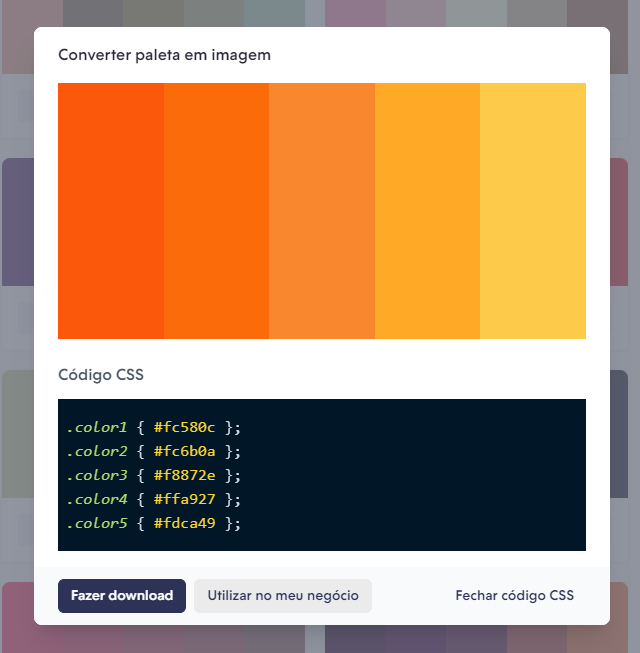 Converter paleta em imagem
Código CSS
.color1 { #fc580c };
.color2 { #fc6b0a };
.color3 { #f8872e };
.color4 { #ffa927 };
.color5 { #fdca49 };
Fazer download
Utilizar no meu negócio
Fechar código CSS